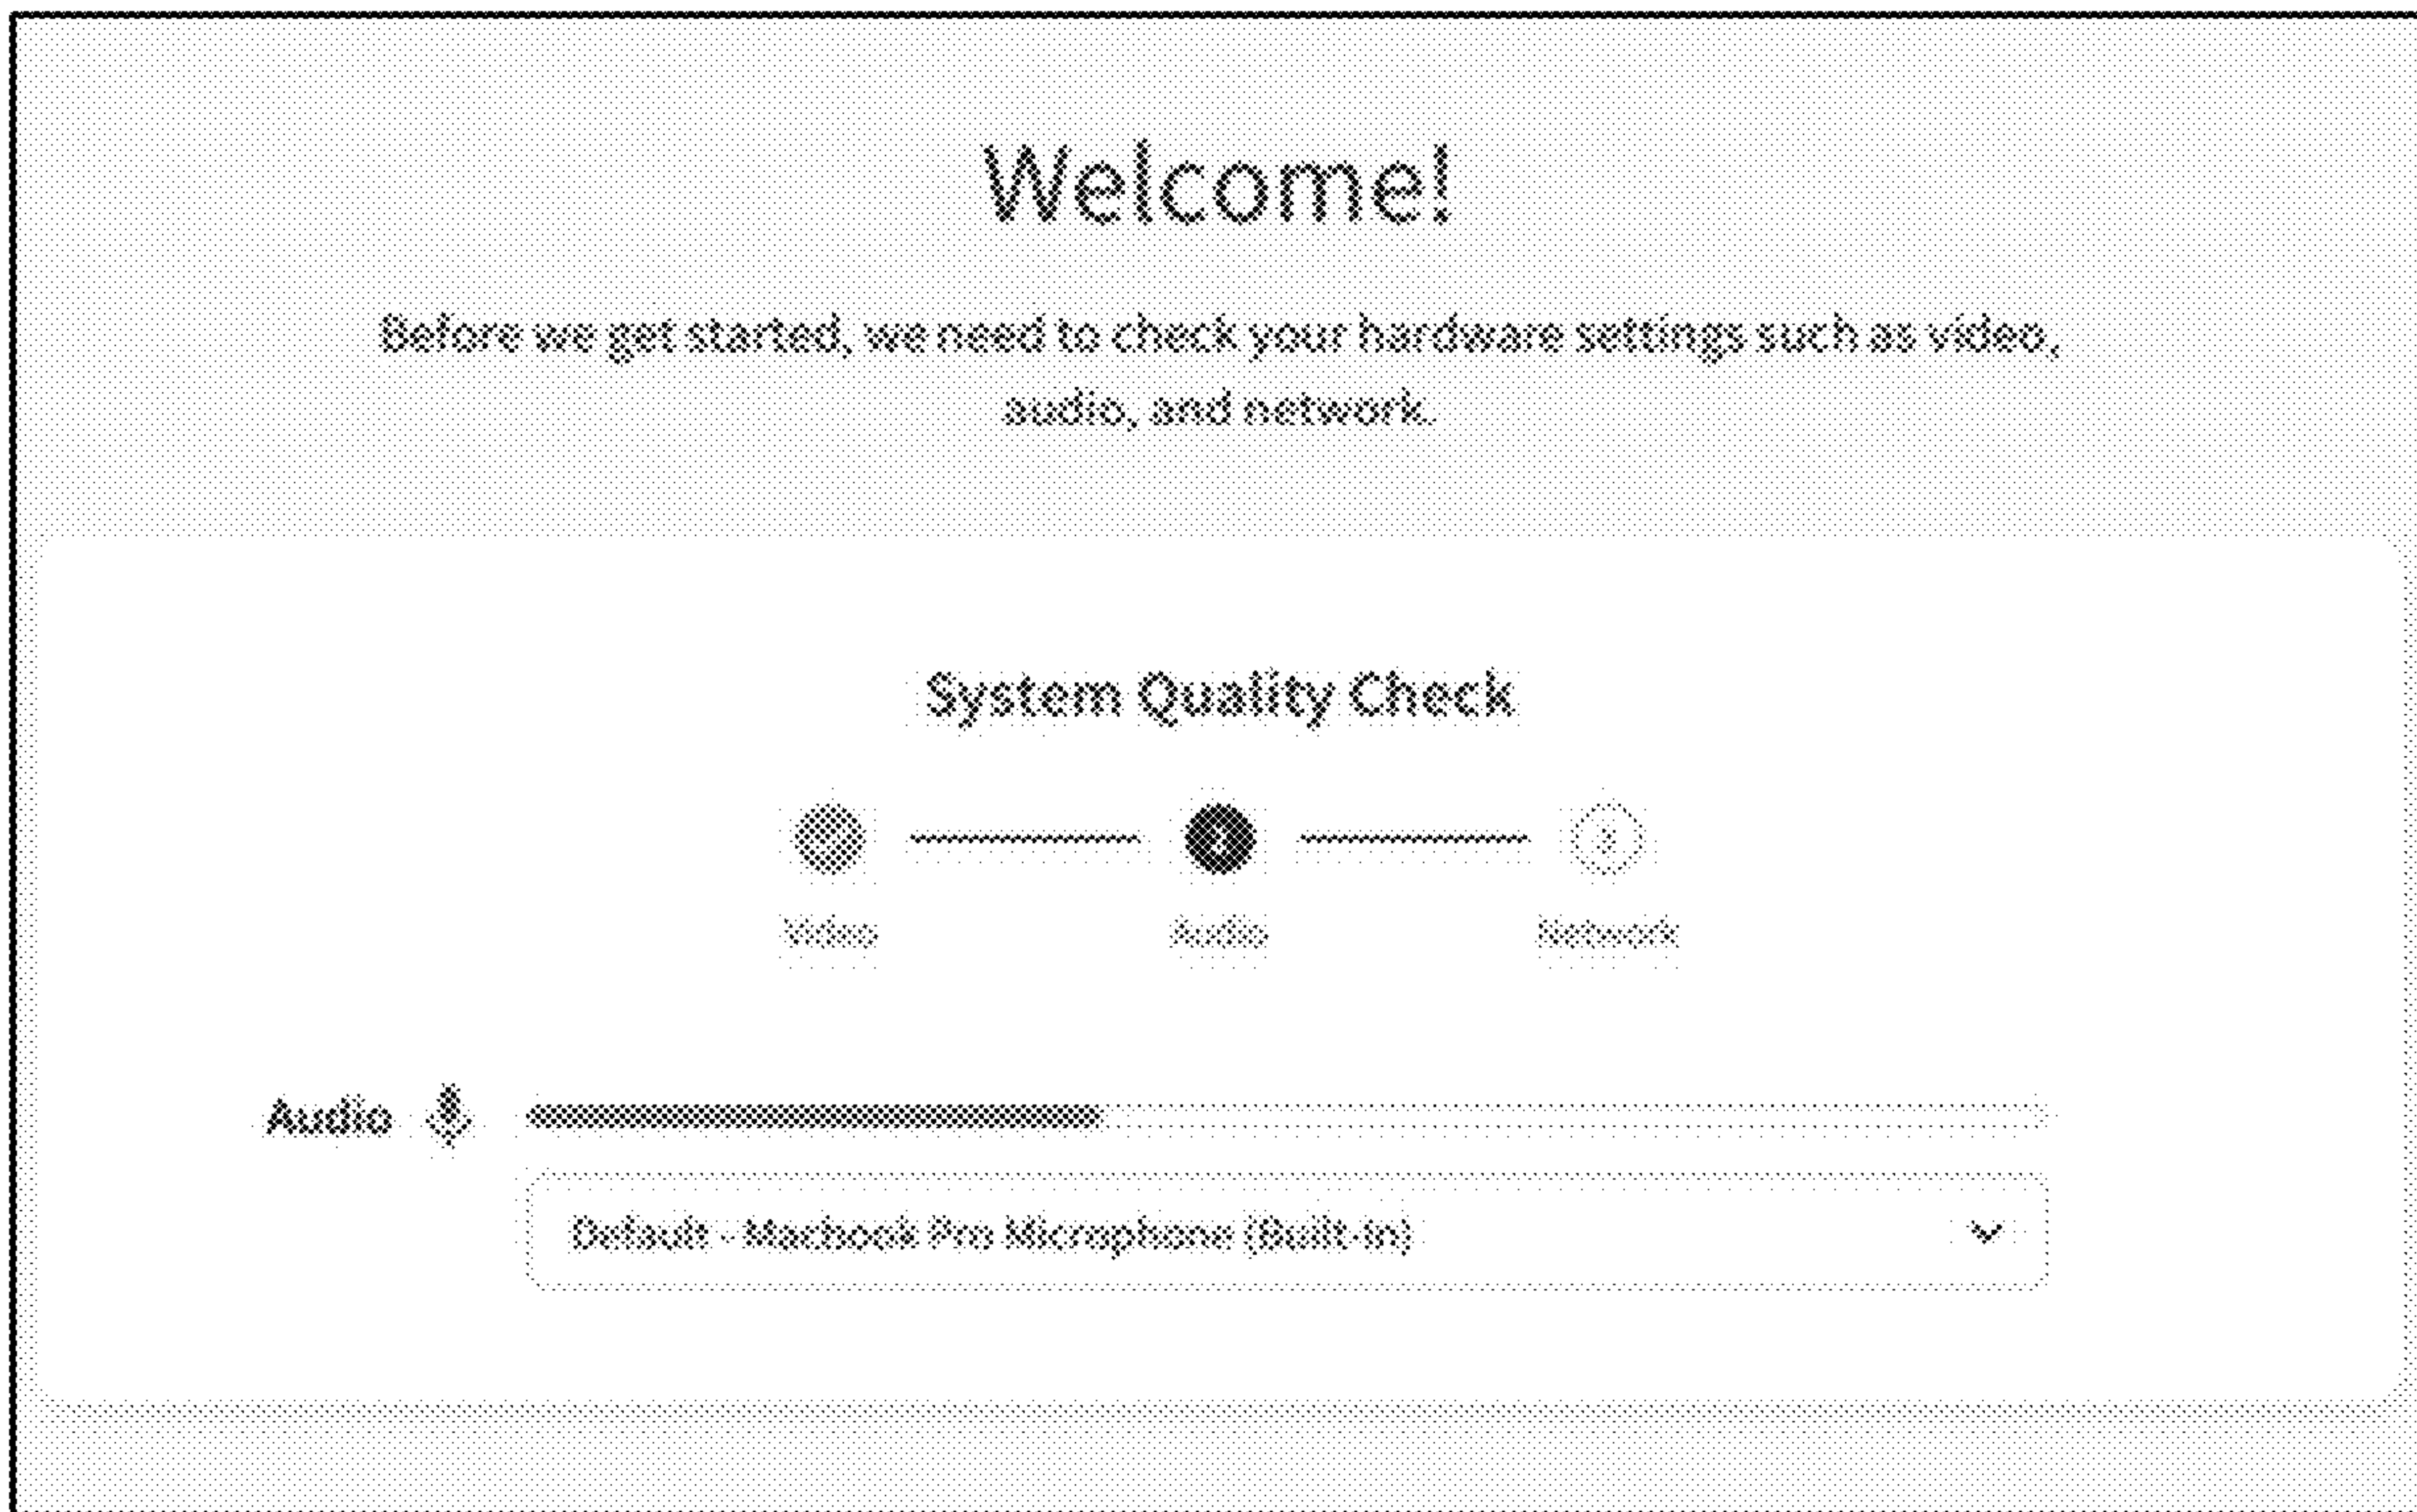 Welcome!
Before we get started, we need to check your hardware settings such as video,
audio, and network.
System Quality Check
3
Video Audio Network
Audio
Default - Macbook Pro Microphone (Built-in)